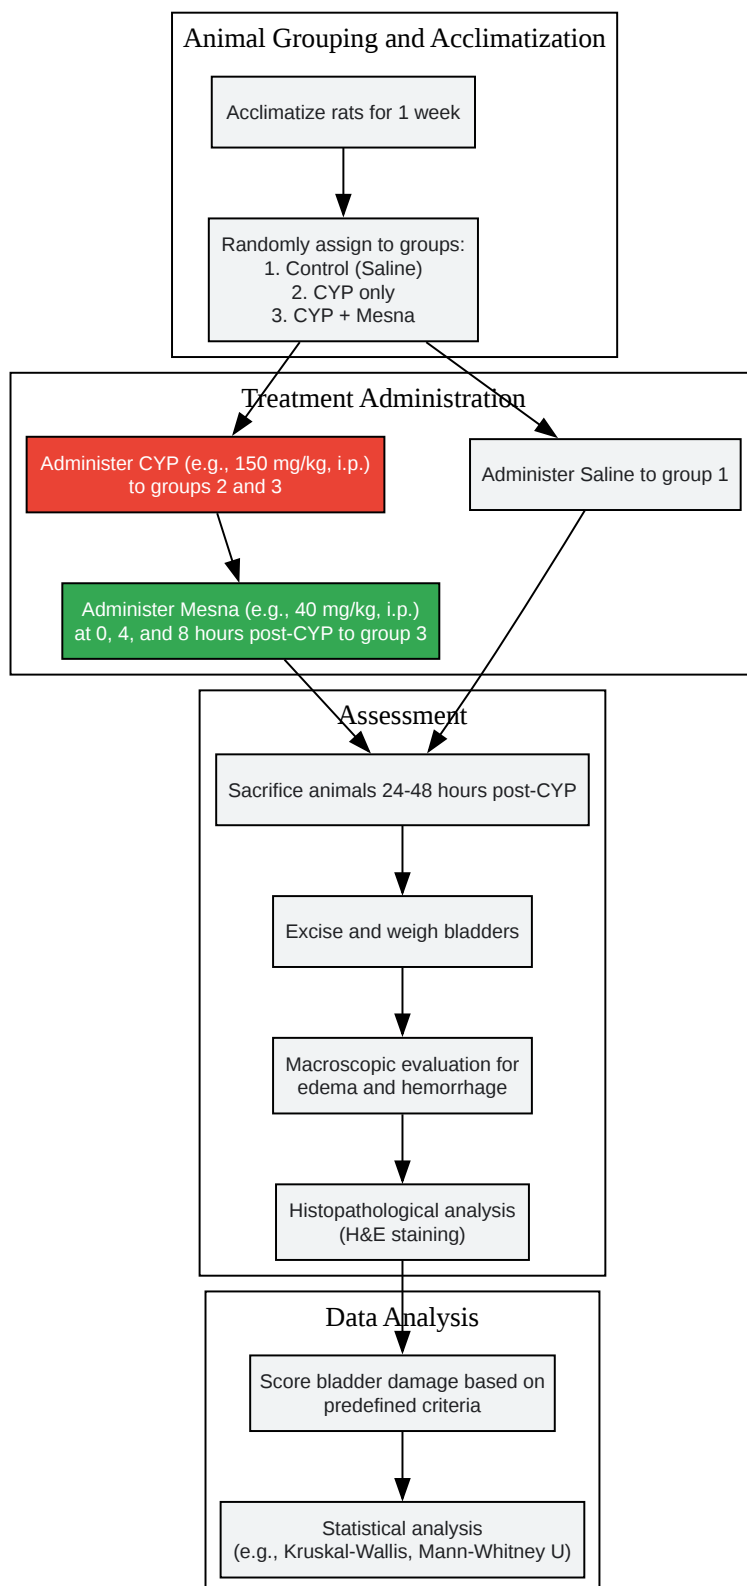 Animal Grouping and Acclimatization
Acclimatize rats for 1 week
Randomly assign to groups:
1. Control (Saline)
2. CYP only
3. CYP + Mesna
Treatment Administration
Administer CYP (e.g., 150 mg/kg, i.p.)
to groups 2 and 3
Administer Saline to group 1
Administer Mesna (e.g., 40 mg/kg, i.p.)
at 0, 4, and 8 hours post-CYP to group 3
Assessment
Sacrifice animals 24-48 hours post-CYP
Excise and weigh bladders
Macroscopic evaluation for
edema and hemorrhage
Histopathological analysis
(H&E staining)
Data Analysis
Score bladder damage based on
predefined criteria
Statistical analysis
(e.g., Kruskal-Wallis, Mann-Whitney U)